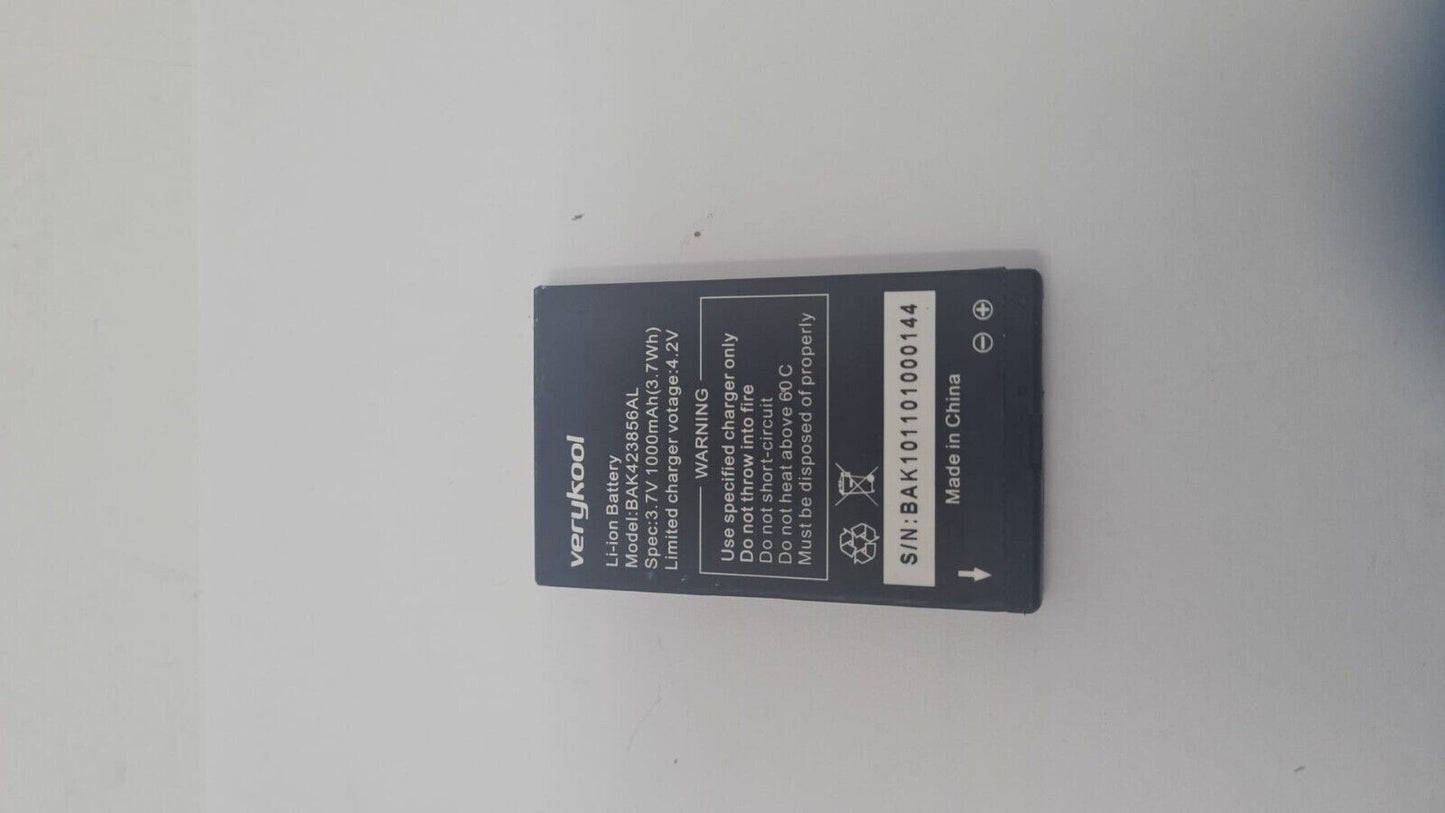 verykool
Li-ion Battery
Model:BAK423856AL
Spec:3.7V 1000mAh(3.7Wh)
Limited charger votage:4.2V
WARNING
Use specified charger only
Do not throw into fire
Do not short-circuit
Do not heat above 60 C
Must be disposed of properly
S/N:BAK101101000144
Made in China